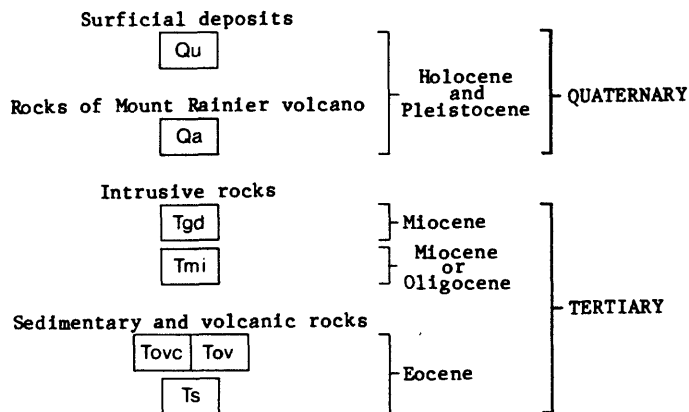 Surficial deposits
Qu
Rocks of Mount Rainier volcano
Qa
Holocene
and
Pleistocene
QUATERNARY
Intrusive rocks
Tgd
Miocene
Tmi
Miocene
or
Oligocene
Sedimentary and volcanic rocks
Tovc Tov
Ts
Eocene
TERTIARY